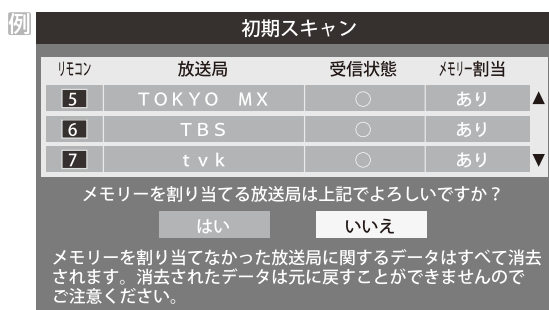 例
初期スキャン
リモコン 放送局 受信状態 メモリー割当
5 TOKYO MX ○ あり ▲
6 TBS ○ あり
7 tvk ○ あり ▼
メモリーを割り当てる放送局は上記でよろしいですか？
はい いいえ
メモリーを割り当てなかった放送局に関するデータはすべて消去
されます。消去されたデータは元に戻すことができませんので
ご注意ください。